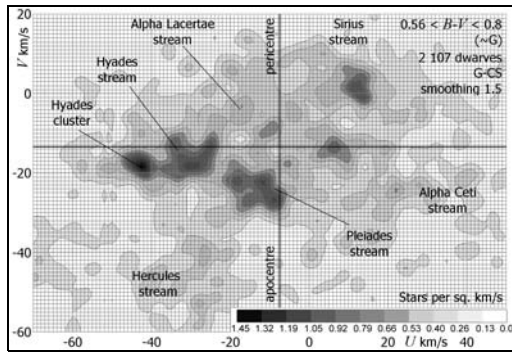 20
V km/s
0
-20
-40
-60
Alpha Lacertae
stream
Hyades
stream
Hyades
cluster
pericentre
Sirius
stream
0.56 < B-V < 0.8
(~G)
2 107 dwarves
G-CS
smoothing 1.5
Alpha Ceti
stream
Pleiades
stream
Hercules
stream
apocentre
Stars per sq. km/s
1.45 1.32 1.19 1.05 0.92 0.79 0.66 0.53 0.40 0.26 0.13 0.0
-60 -40 -20 0 U km/s 40